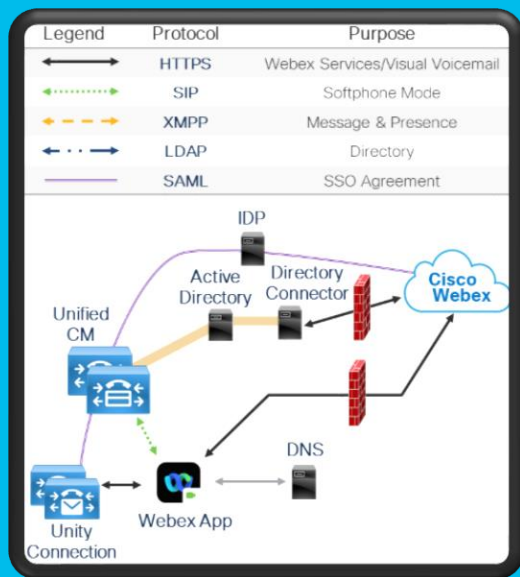 Legend Protocol Purpose
HTTPS Webex Services/Visual Voicemail
SIP Softphone Mode
XMPP Message & Presence
LDAP Directory
SAML SSO Agreement
IDP
Active
Directory
Directory
Connector
Cisco
Webex
Unified
CM
DNS
Webex App
Unity
Connection